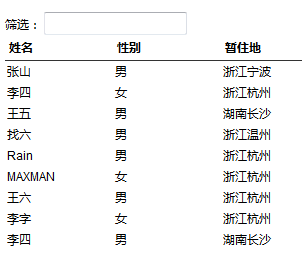 筛选：
姓名 性别 暂住地
张山 男 浙江宁波
李四 女 浙江杭州
王五 男 湖南长沙
找六 男 浙江温州
Rain 男 浙江杭州
MAXMAN 女 浙江杭州
王六 男 浙江杭州
李字 女 浙江杭州
李四 男 湖南长沙